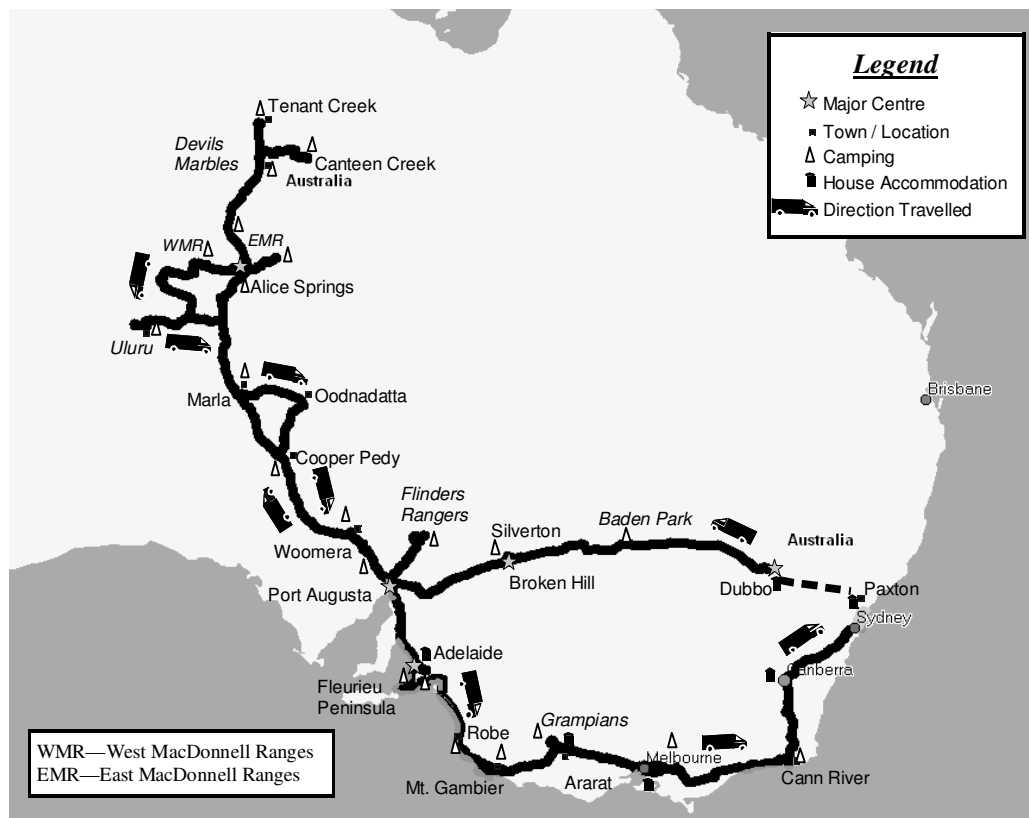 Legend
Major Centre
Town / Location
Camping
House Accommodation
Direction Travelled
Tenant Creek
Devils
Marbles
Canteen Creek
Australia
WMR
EMR
Alice Springs
Uluru
Marla
Oodnadatta
Brisbane
Cooper Pedy
Flinders
Rangers
Silverton
Baden Park
Australia
Woomera
Broken Hill
Port Augusta
Dubbo
Paxton
Sydney
Adelaide
Canberra
Fleurieu
Peninsula
Robe
Grampians
Melbourne
Mt. Gambier
Ararat
Cann River
WMR—West MacDonnell Ranges
EMR—East MacDonnell Ranges